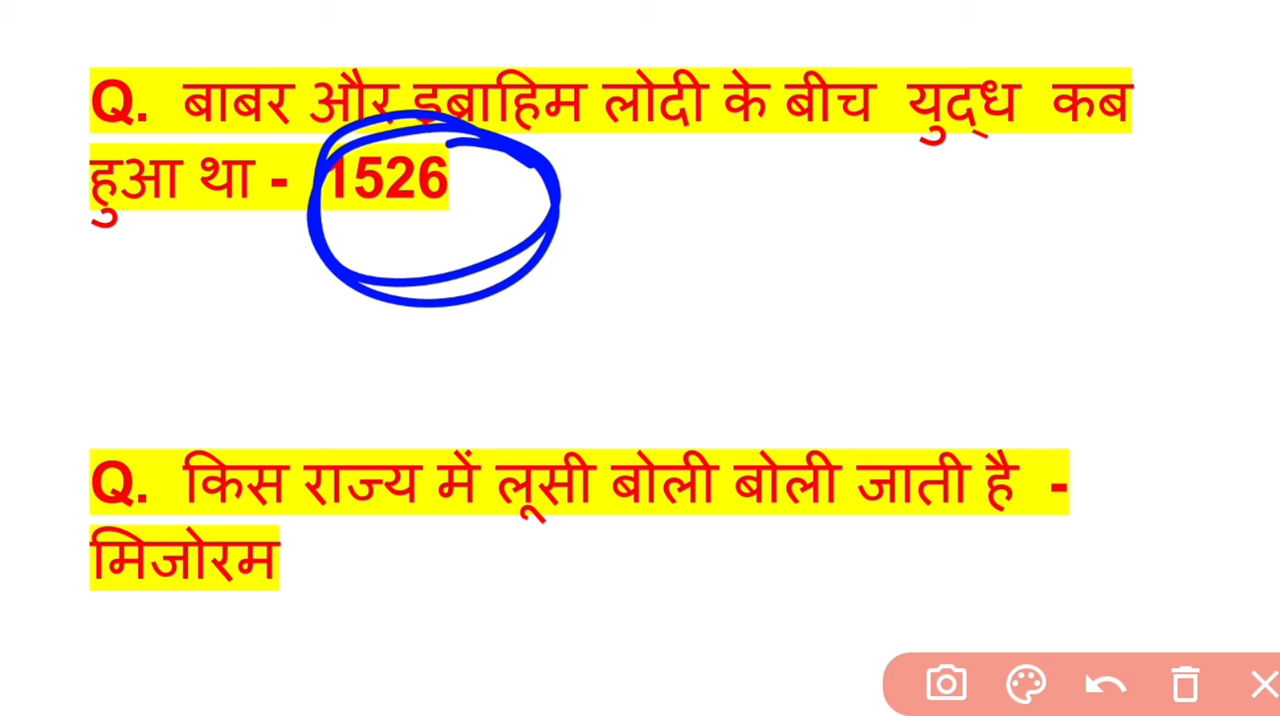 Q. बाबर और इब्राहिम लोदी के बीच युद्ध कब
हुआ था - 1526
Q. किस राज्य में लूसी बोली बोली जाती है -
मिजोरम